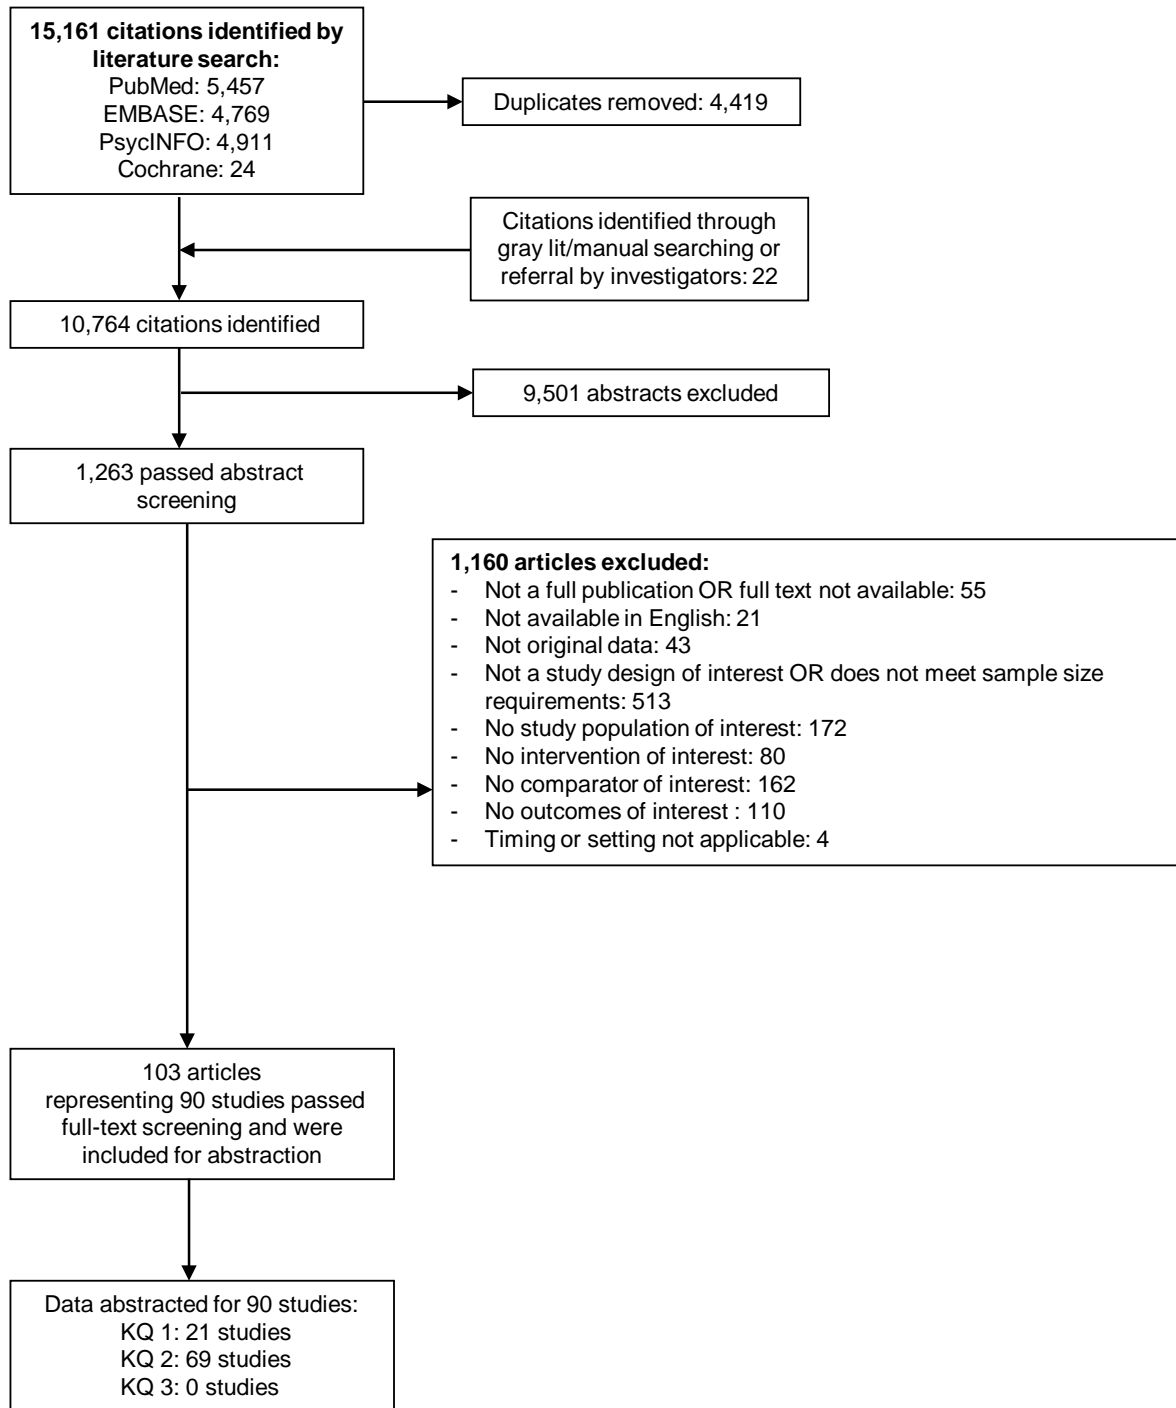 15,161 citations identified by
literature search:
PubMed: 5,457
EMBASE: 4,769
PsycINFO: 4,911
Cochrane: 24
Duplicates removed: 4,419
Citations identified through
gray lit/manual searching or
referral by investigators: 22
10,764 citations identified
9,501 abstracts excluded
1,263 passed abstract
screening
1,160 articles excluded:
- Not a full publication OR full text not available: 55
- Not available in English: 21
- Not original data: 43
- Not a study design of interest OR does not meet sample size
requirements: 513
- No study population of interest: 172
- No intervention of interest: 80
- No comparator of interest: 162
- No outcomes of interest : 110
- Timing or setting not applicable: 4
103 articles
representing 90 studies passed
full-text screening and were
included for abstraction
Data abstracted for 90 studies:
KQ 1: 21 studies
KQ 2: 69 studies
KQ 3: 0 studies